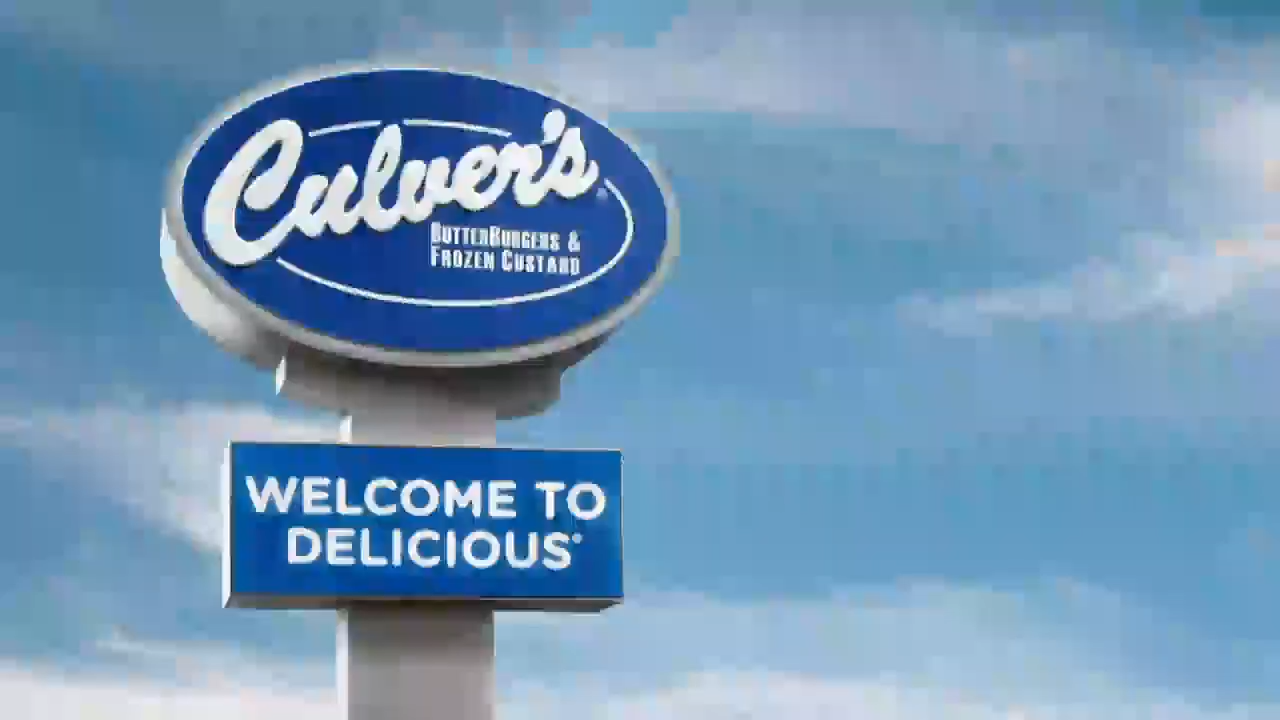 Culver's®
BUTTERBURGERS &
FROZEN CUSTARD
WELCOME TO
DELICIOUS®